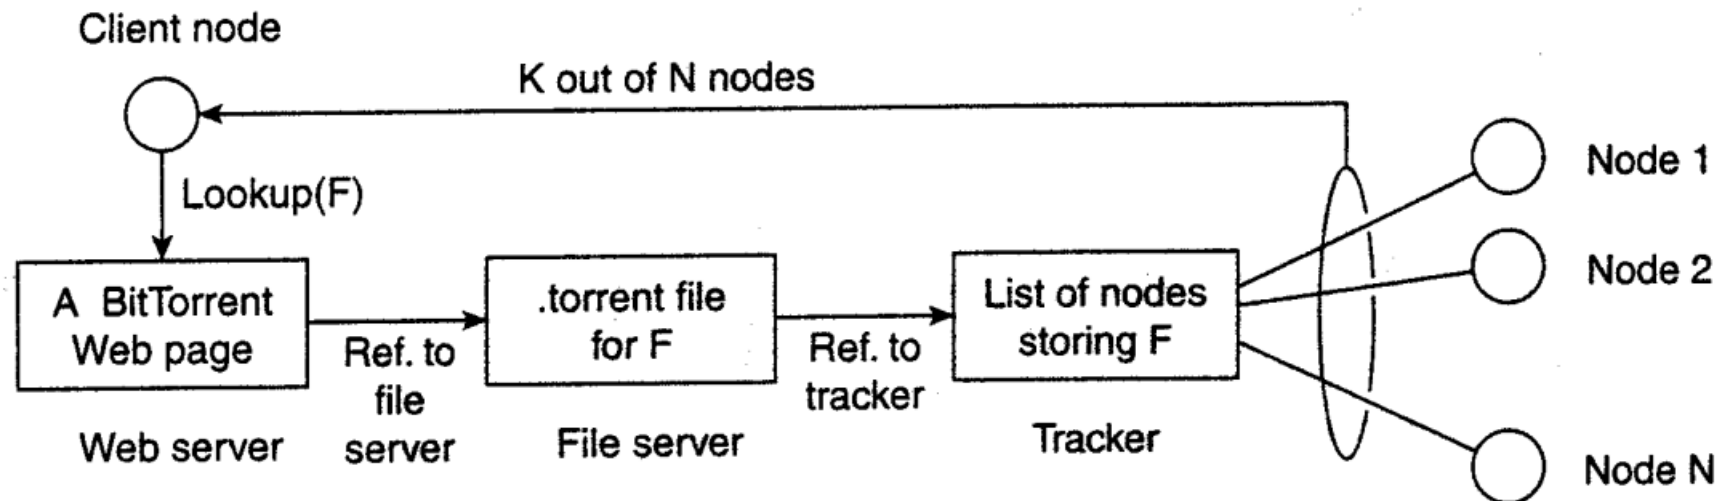 Client node
K out of N nodes
Lookup(F)
Node 1
Node 2
Node N
A BitTorrent
Web page
Ref. to
file
server
.torrent file
for F
Ref. to
tracker
List of nodes
storing F
Web server
File server
Tracker